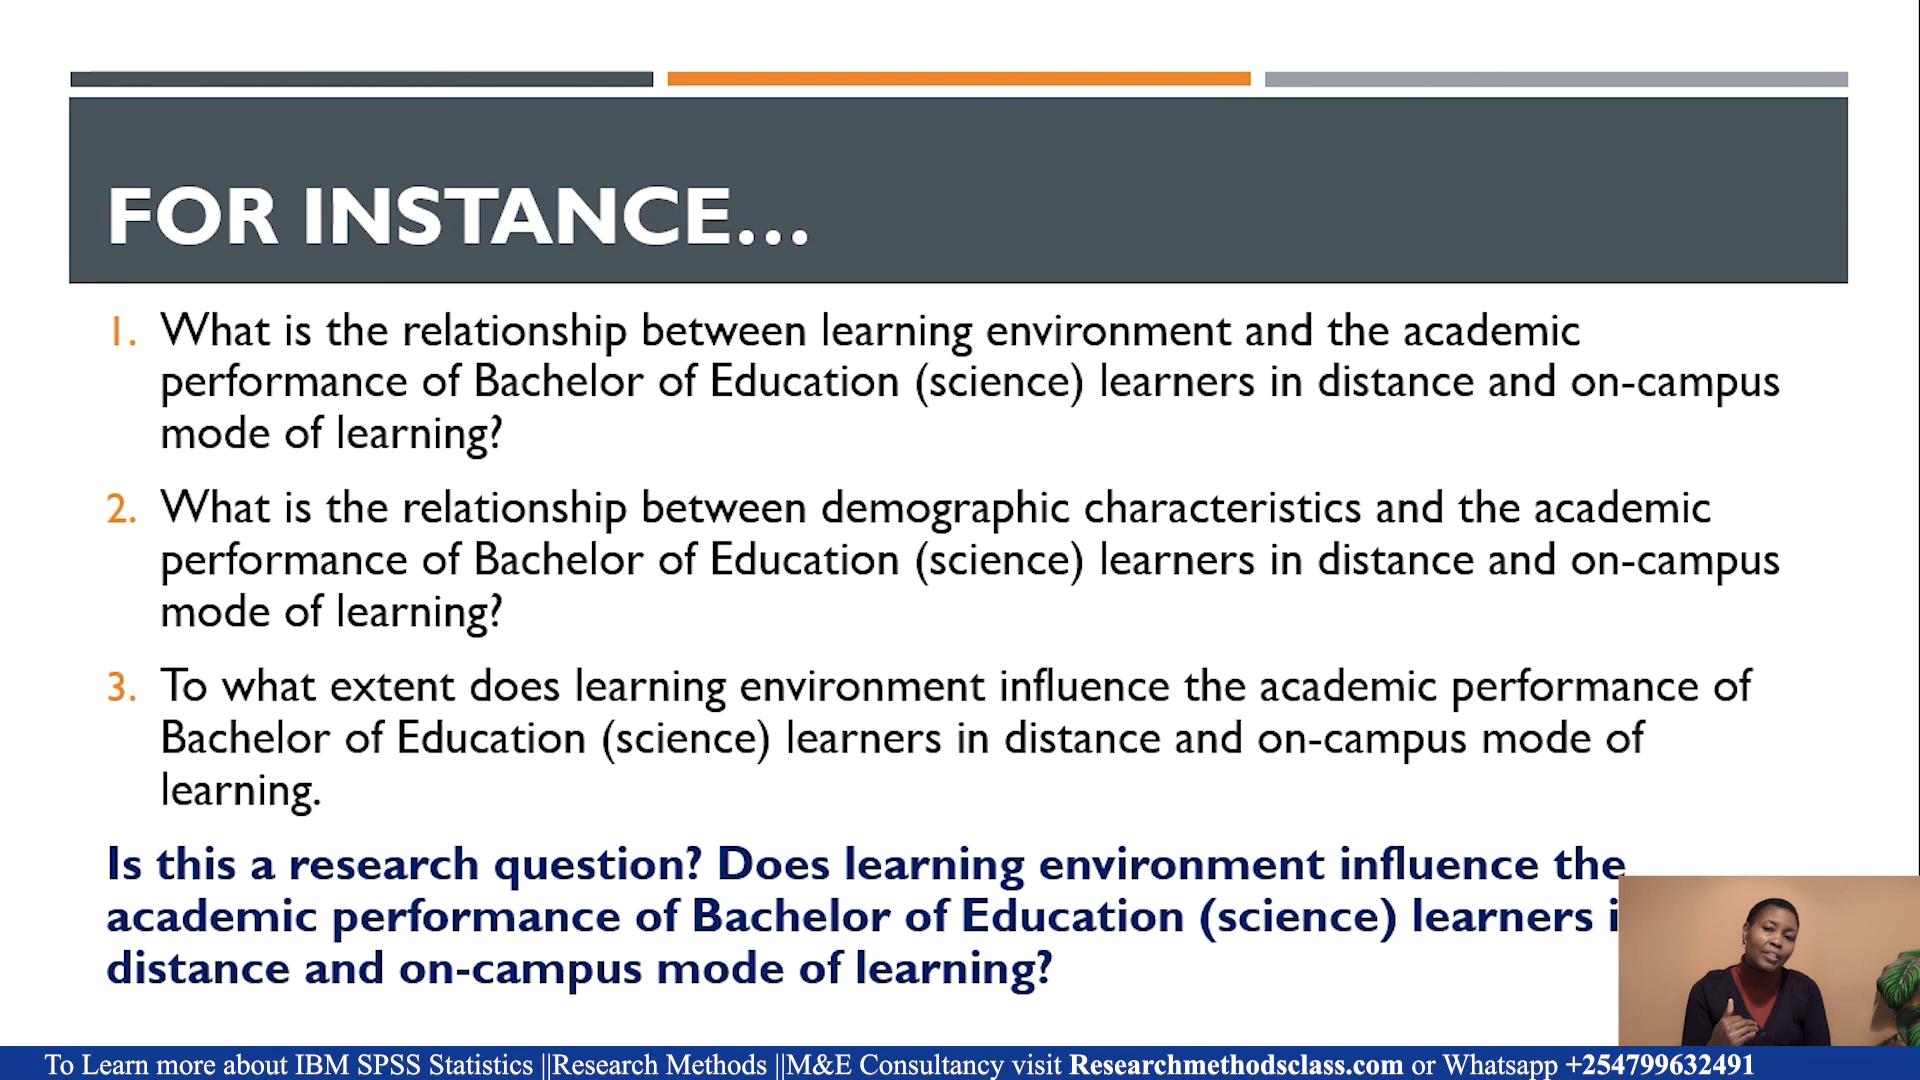 FOR INSTANCE...
1. What is the relationship between learning environment and the academic
performance of Bachelor of Education (science) learners in distance and on-campus
mode of learning?
2. What is the relationship between demographic characteristics and the academic
performance of Bachelor of Education (science) learners in distance and on-campus
mode of learning?
3. To what extent does learning environment influence the academic performance of
Bachelor of Education (science) learners in distance and on-campus mode of
learning.
Is this a research question? Does learning environment influence the
academic performance of Bachelor of Education (science) learners
distance and on-campus mode of learning?
To Learn more about IBM SPSS Statistics ||Research Methods ||M&E Consultancy visit Researchmethodsclass.com or Whatsapp +254799632491